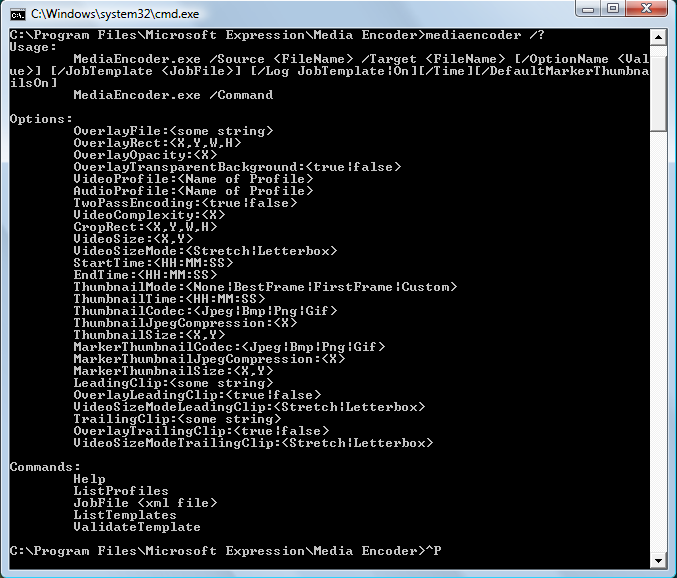 C:\Windows\system32\cmd.exe
C:\Program Files\Microsoft Expression\Media Encoder>mediaencoder /?
Usage:
MediaEncoder.exe /Source <FileName> /Target <FileName> [/OptionName <Val
ue>] [/JobTemplate <JobFile>] [/Log JobTemplate|On][/Time][/DefaultMarkerThumbna
ilsOn]
MediaEncoder.exe /Command
Options:
OverlayFile:<some string>
OverlayRect:<X,Y,W,H>
OverlayOpacity:<X>
OverlayTransparentBackground:<true|false>
VideoProfile:<Name of Profile>
AudioProfile:<Name of Profile>
TwoPassEncoding:<true|false>
VideoComplexity:<X>
CropRect:<X,Y,W,H>
VideoSize:<X,Y>
VideoSizeMode:<Stretch|Letterbox>
StartTime:<HH:MM:SS>
EndTime:<HH:MM:SS>
ThumbnailMode:<None|BestFrame|FirstFrame|Custom>
ThumbnailTime:<HH:MM:SS>
ThumbnailCodec:<Jpeg|Bmp|Png|Gif>
ThumbnailJpegCompression:<X>
ThumbnailSize:<X,Y>
MarkerThumbnailCodec:<Jpeg|Bmp|Png|Gif>
MarkerThumbnailJpegCompression:<X>
MarkerThumbnailSize:<X,Y>
LeadingClip:<some string>
OverlayLeadingClip:<true|false>
VideoSizeModeLeadingClip:<Stretch|Letterbox>
TrailingClip:<some string>
OverlayTrailingClip:<true|false>
VideoSizeModeTrailingClip:<Stretch|Letterbox>
Commands:
Help
ListProfiles
JobFile <xml file>
ListTemplates
ValidateTemplate
C:\Program Files\Microsoft Expression\Media Encoder>^P